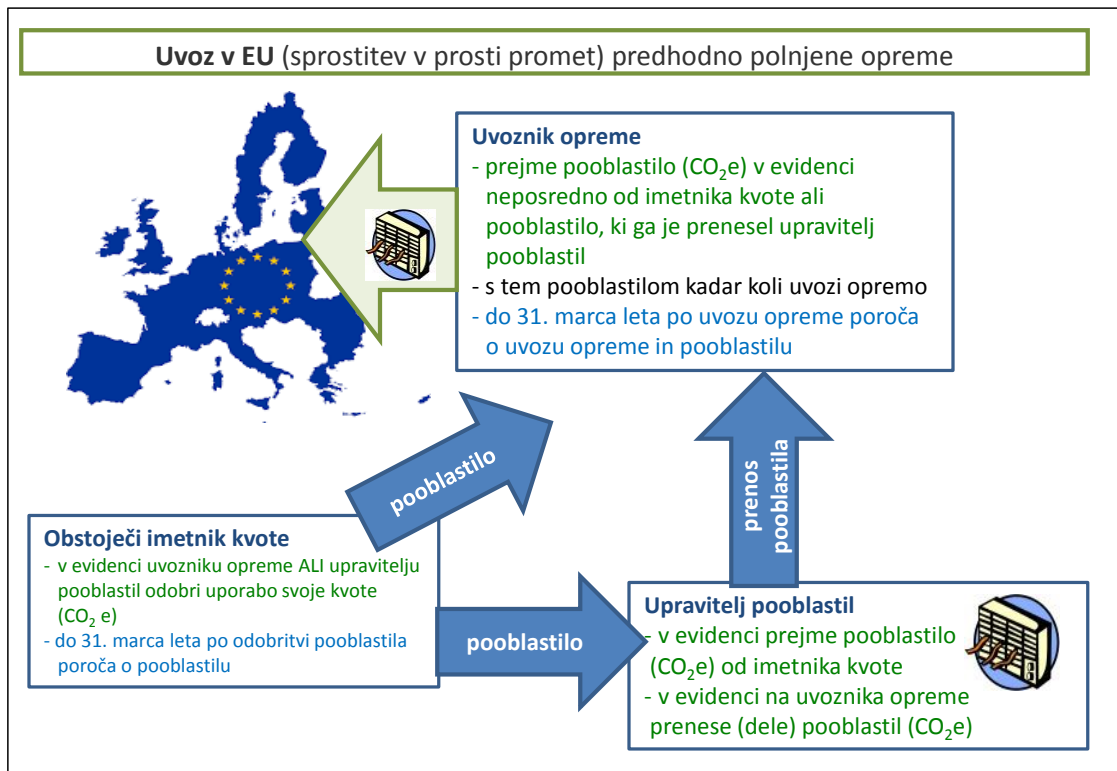 Uvoz v EU (sprostitev v prosti promet) predhodno polnjene opreme
Uvoznik opreme
- prejme pooblastilo (CO₂e) v evidenci
neposredno od imetnika kvote ali
pooblastilo, ki ga je prenesel upravitelj
pooblastil
- s tem pooblastilom kadar koli uvozi opremo
- do 31. marca leta po uvozu opreme poroča
o uvozu opreme in pooblastilu
pooblastilo
prenos
pooblastila
Obstoječi imetnik kvote
- v evidenci uvozniku opreme ALI upravitelju
pooblastil odobri uporabo svoje kvote
(CO₂ e)
- do 31. marca leta po odobritvi pooblastila
poroča o pooblastilu
pooblastilo
Upravitelj pooblastil
- v evidenci prejme pooblastilo
(CO₂e) od imetnika kvote
- v evidenci na uvoznika opreme
prenese (dele) pooblastil (CO₂e)